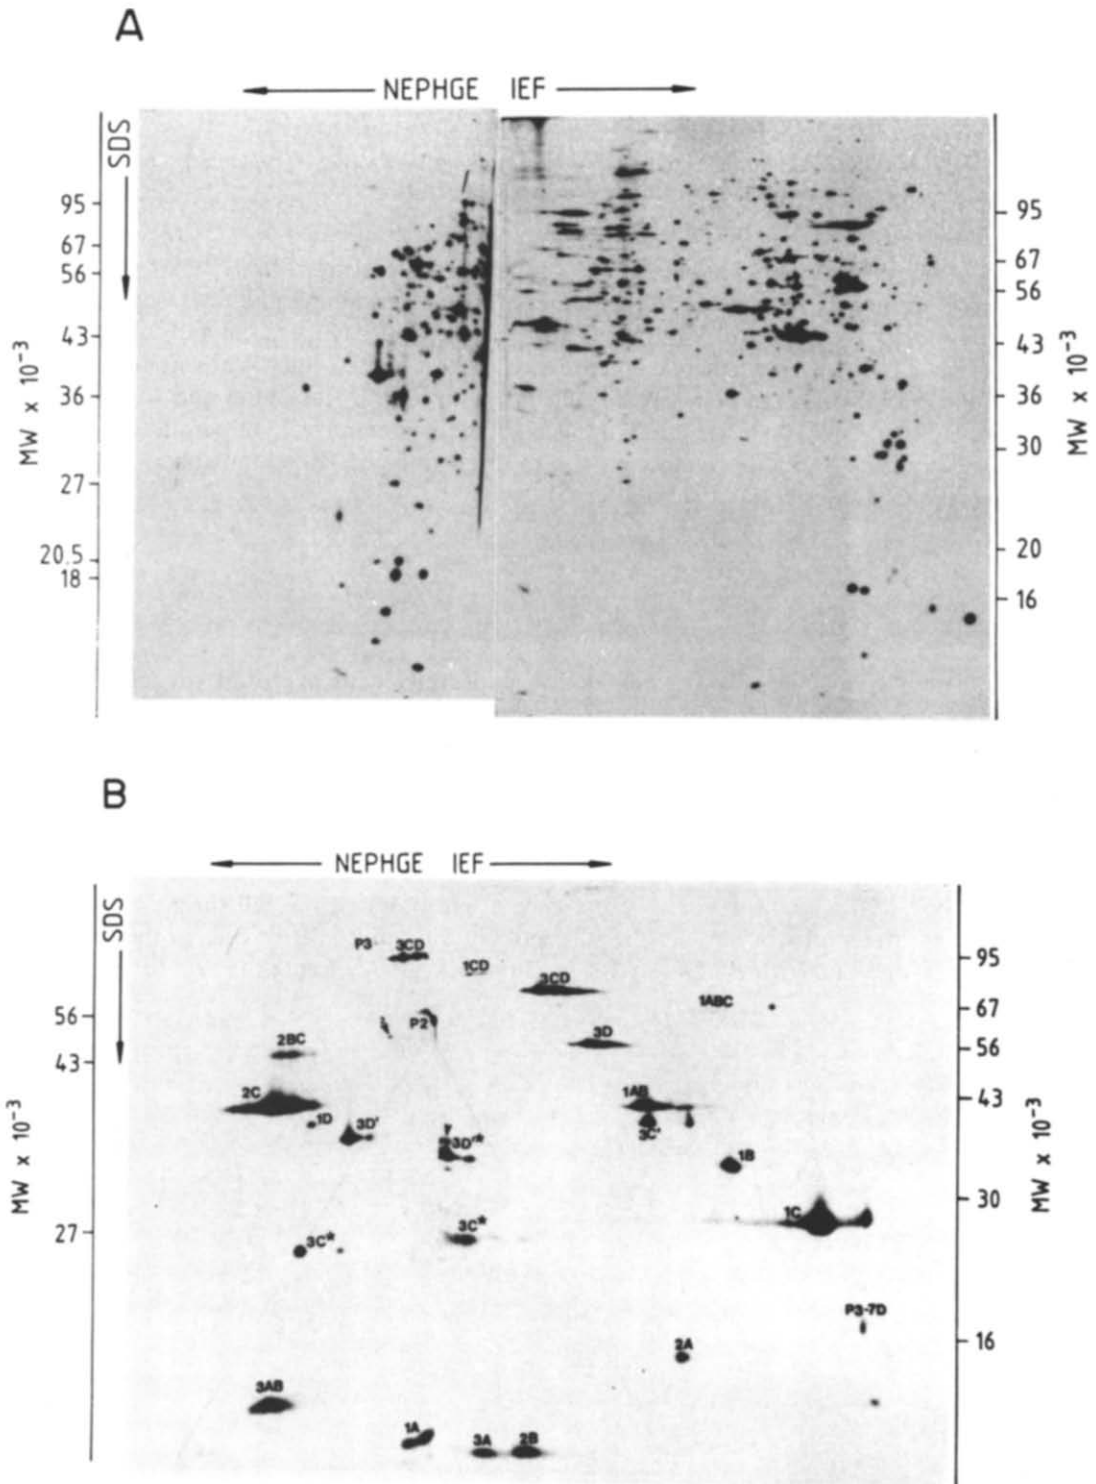 A
NEPHGE IEF
SDS
95
67
56
43
36
27
20.5
18
MW x 10⁻³
95
67
56
43
36
30
20
16
MW x 10⁻³
B
NEPHGE IEF
SDS
56
43
27
MW x 10⁻³
P3 3CD
1CD
3CD
1ABC
P2
3D
2BC
2C
1D
3D'
1AB
3D'*
1B
1C
3C*
3C*
P3-7D
2A
3AB
1A
3A
2B
95
67
56
43
30
16
MW x 10⁻³